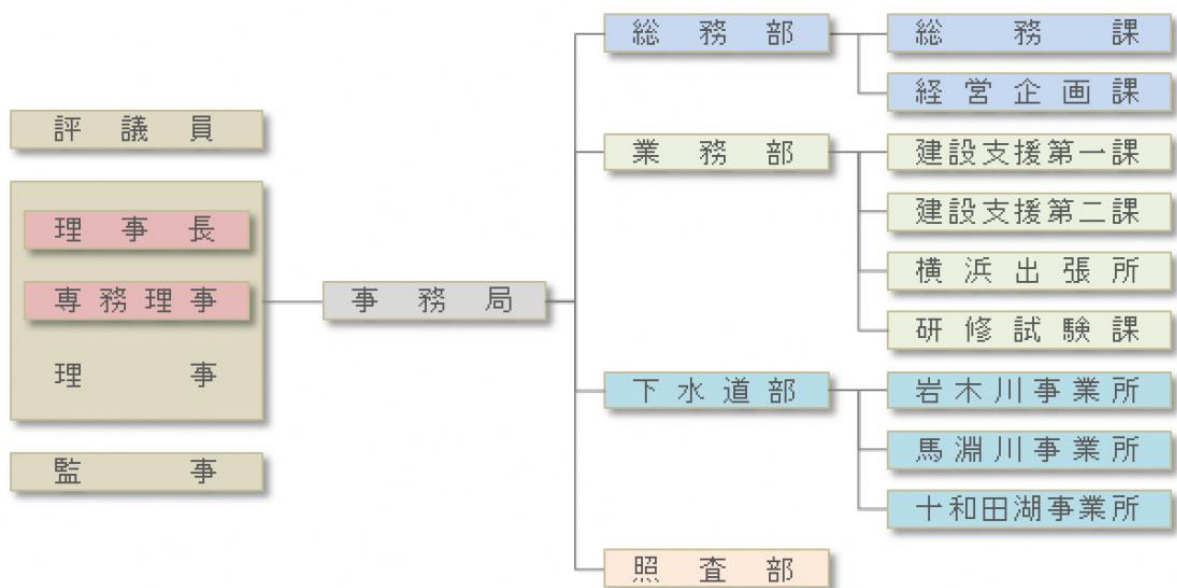 評議員
理事長
専務理事
理事
監事
事務局
総務部
総務課
経営企画課
業務部
建設支援第一課
建設支援第二課
横浜出張所
研修試験課
下水道部
岩木川事業所
馬淵川事業所
十和田湖事業所
照査部